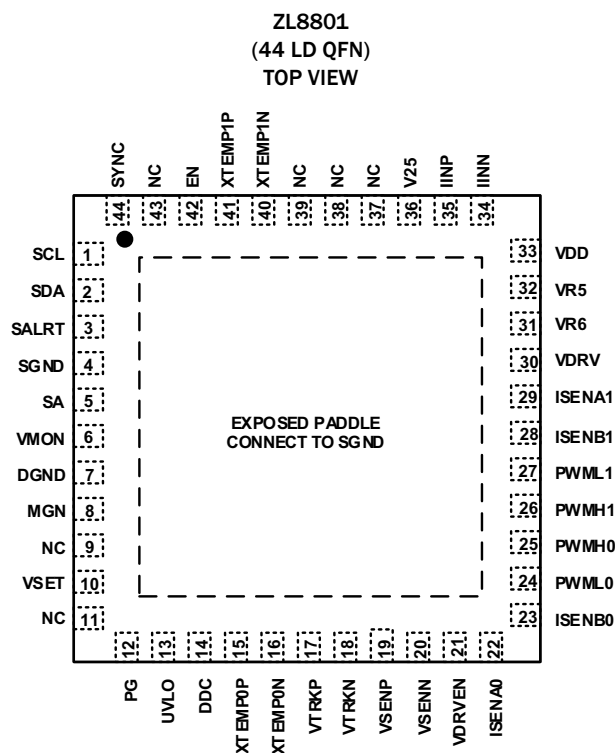 ZL8801
(44 LD QFN)
TOP VIEW
SYNC
NC
EN
XTEMP1P
XTEMP1N
NC
NC
NC
V25
IINP
IINN
44
43
42
41
40
39
38
37
36
35
34
SCL 1
SDA 2
SALRT 3
SGND 4
SA 5
VMON 6
DGND 7
MGN 8
NC 9
VSET 10
NC 11
EXPOSED PADDLE
CONNECT TO SGND
33 VDD
32 VR5
31 VR6
30 VDRV
29 ISENA1
28 ISENB1
27 PWML1
26 PWMH1
25 PWMH0
24 PWML0
23 ISENB0
12
13
14
15
16
17
18
19
20
21
22
PG
UVLO
DDC
XTEMP0P
XTEMP0N
VTRKP
VTRKN
VSENP
VSENN
VDRVEN
ISENA0